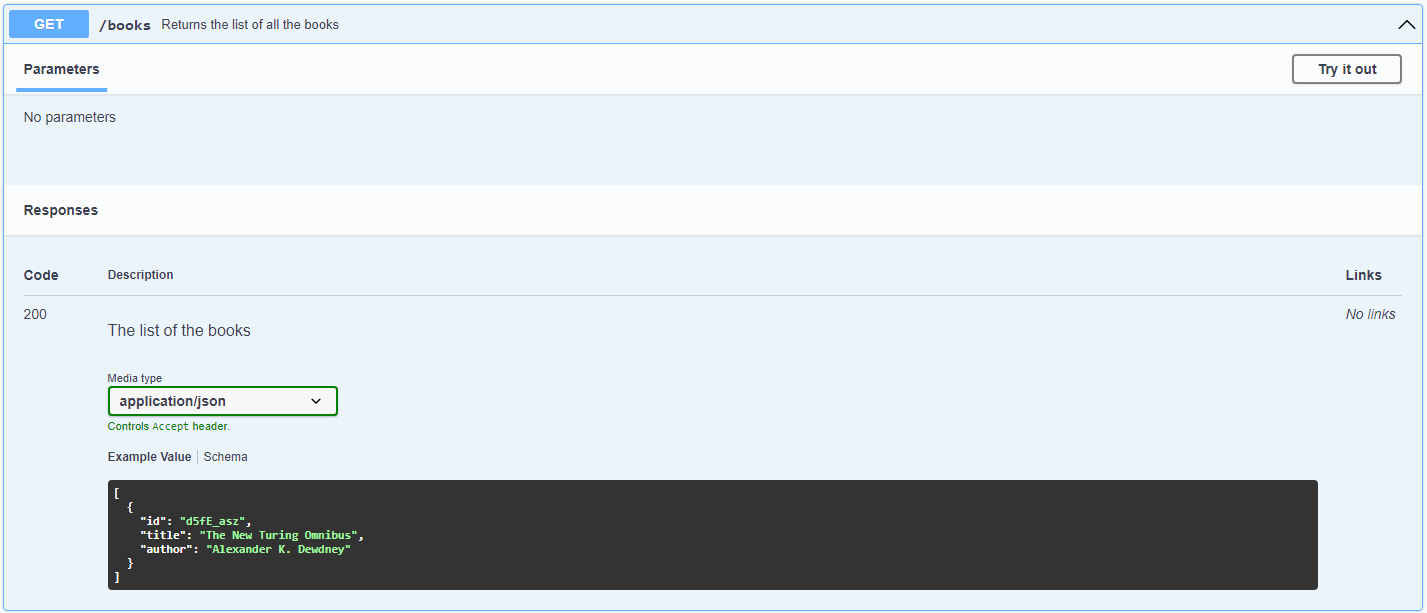 GET /books Returns the list of all the books
Parameters Try it out
No parameters
Responses
Code Description Links
200 The list of the books No links
Media type
application/json
Controls Accept header.
Example Value Schema
[
  {
    "id": "d5fE_asz",
    "title": "The New Turing Omnibus",
    "author": "Alexander K. Dewdney"
  }
]